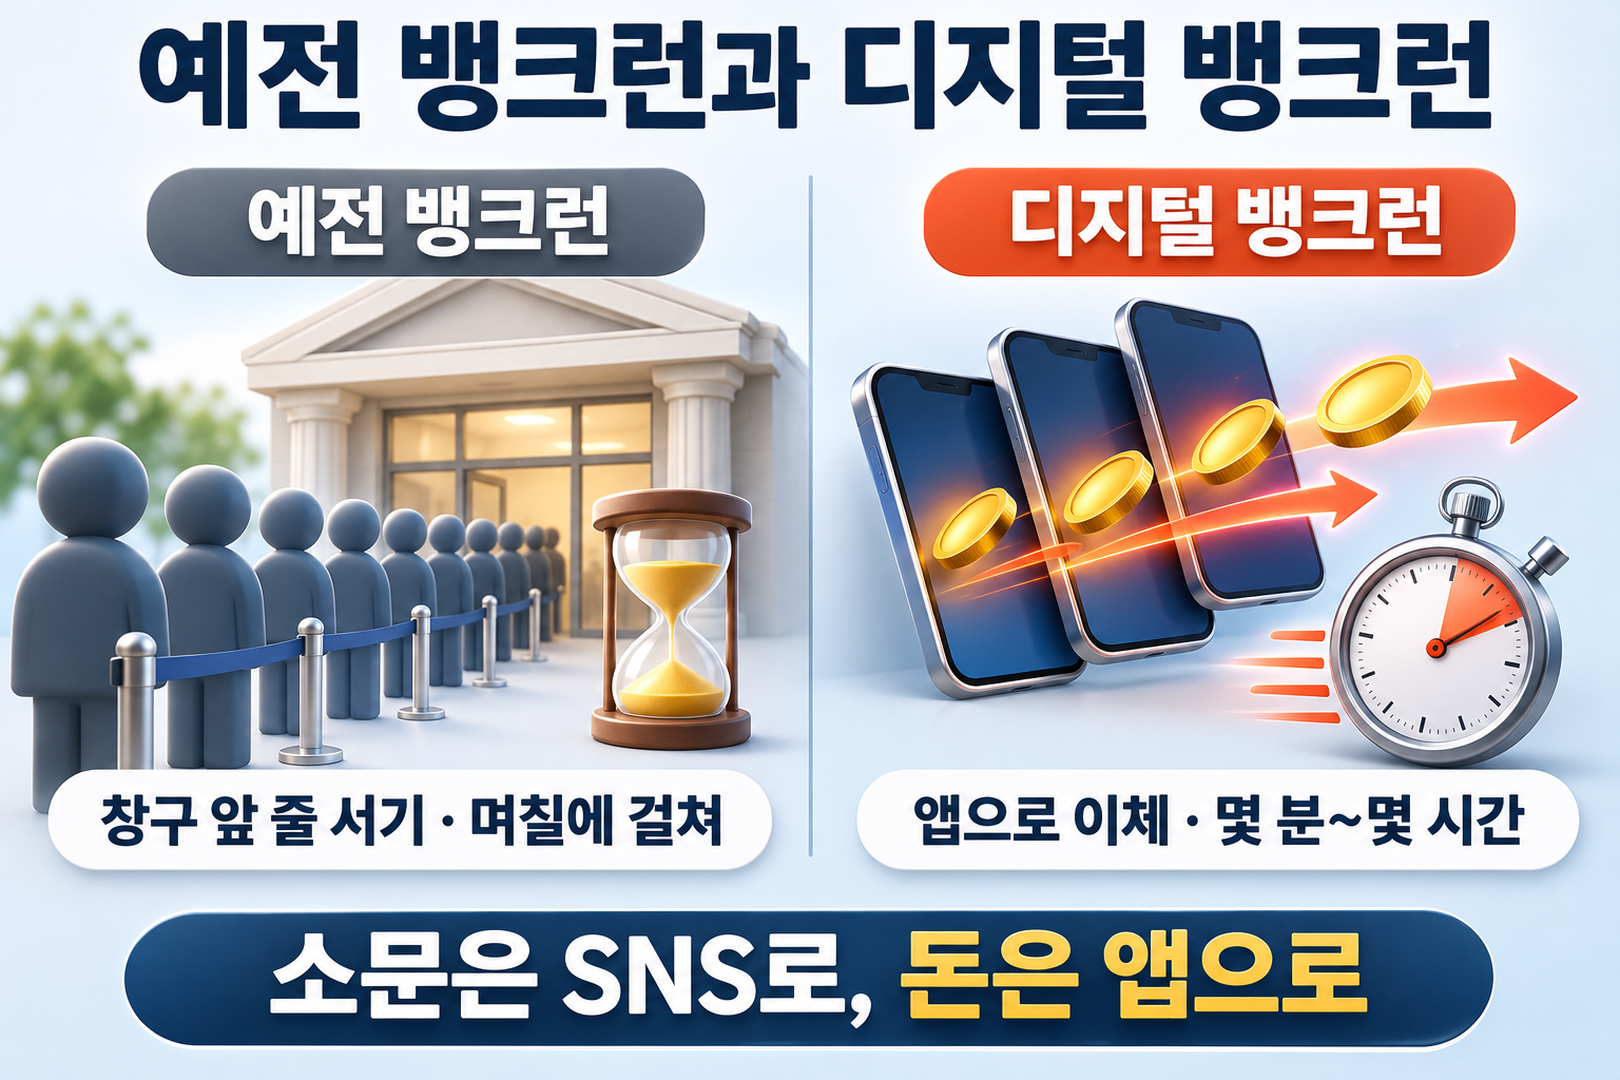 예전 뱅크런과 디지털 뱅크런
예전 뱅크런
창구 앞 줄 서기 · 며칠에 걸쳐
디지털 뱅크런
앱으로 이체 · 몇 분~몇 시간
소문은 SNS로, 돈은 앱으로